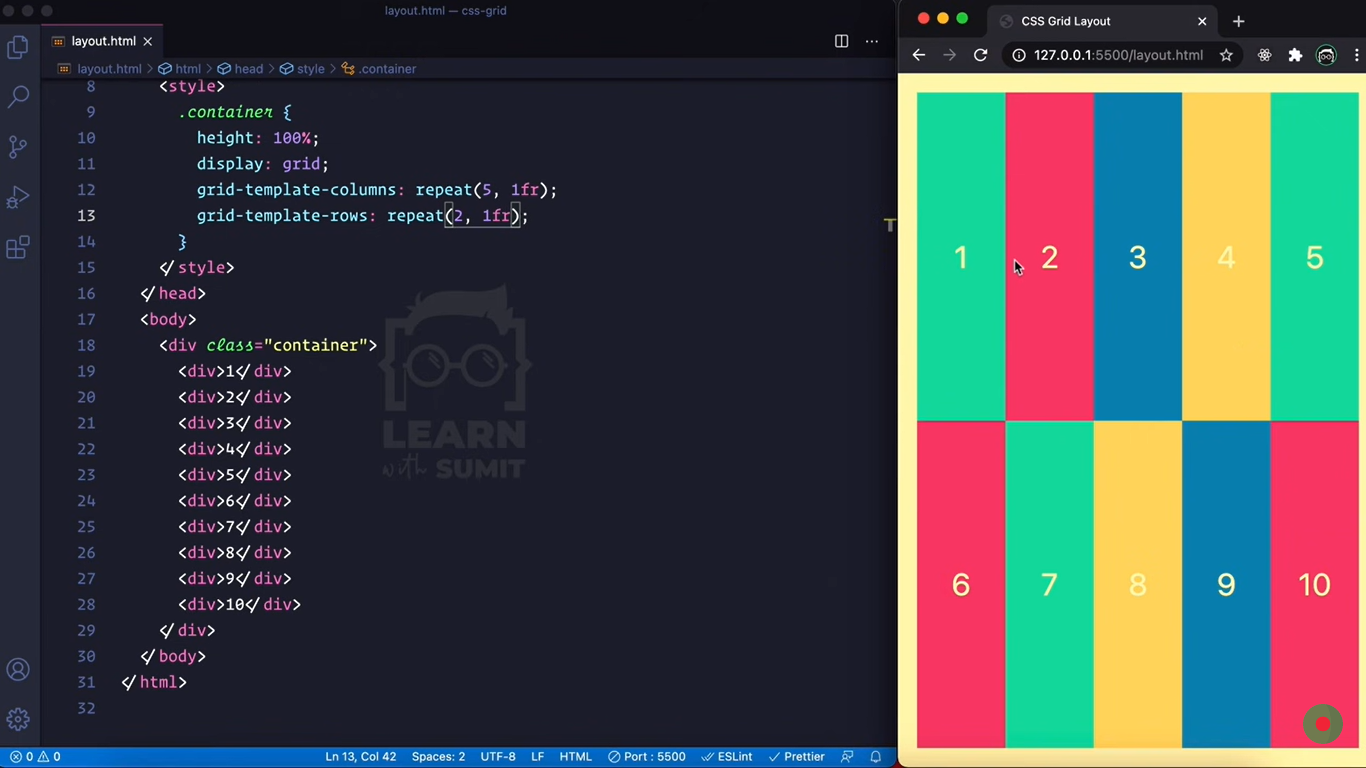 layout.html — css-grid
layout.html
layout.html > html > head > style > .container
8 <style>
9 .container {
10 height: 100%;
11 display: grid;
12 grid-template-columns: repeat(5, 1fr);
13 grid-template-rows: repeat(2, 1fr);
14 }
15 </style>
16 </head>
17 <body>
18 <div class="container">
19 <div>1</div>
20 <div>2</div>
21 <div>3</div>
22 <div>4</div>
23 <div>5</div>
24 <div>6</div>
25 <div>7</div>
26 <div>8</div>
27 <div>9</div>
28 <div>10</div>
29 </div>
30 </body>
31 </html>
32
LEARN
with SUMIT
0 0
Ln 13, Col 42 Spaces: 2 UTF-8 LF HTML Port : 5500 ESLint Prettier
CSS Grid Layout
127.0.0.1:5500/layout.html
1 2 3 4 5
6 7 8 9 10